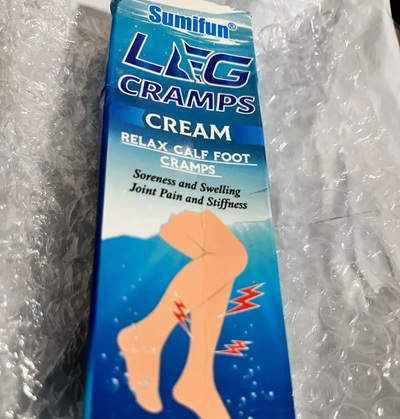 Sumifun®
LEG
CRAMPS
CREAM
RELAX CALF FOOT
CRAMPS
Soreness and Swelling
Joint Pain and Stiffness